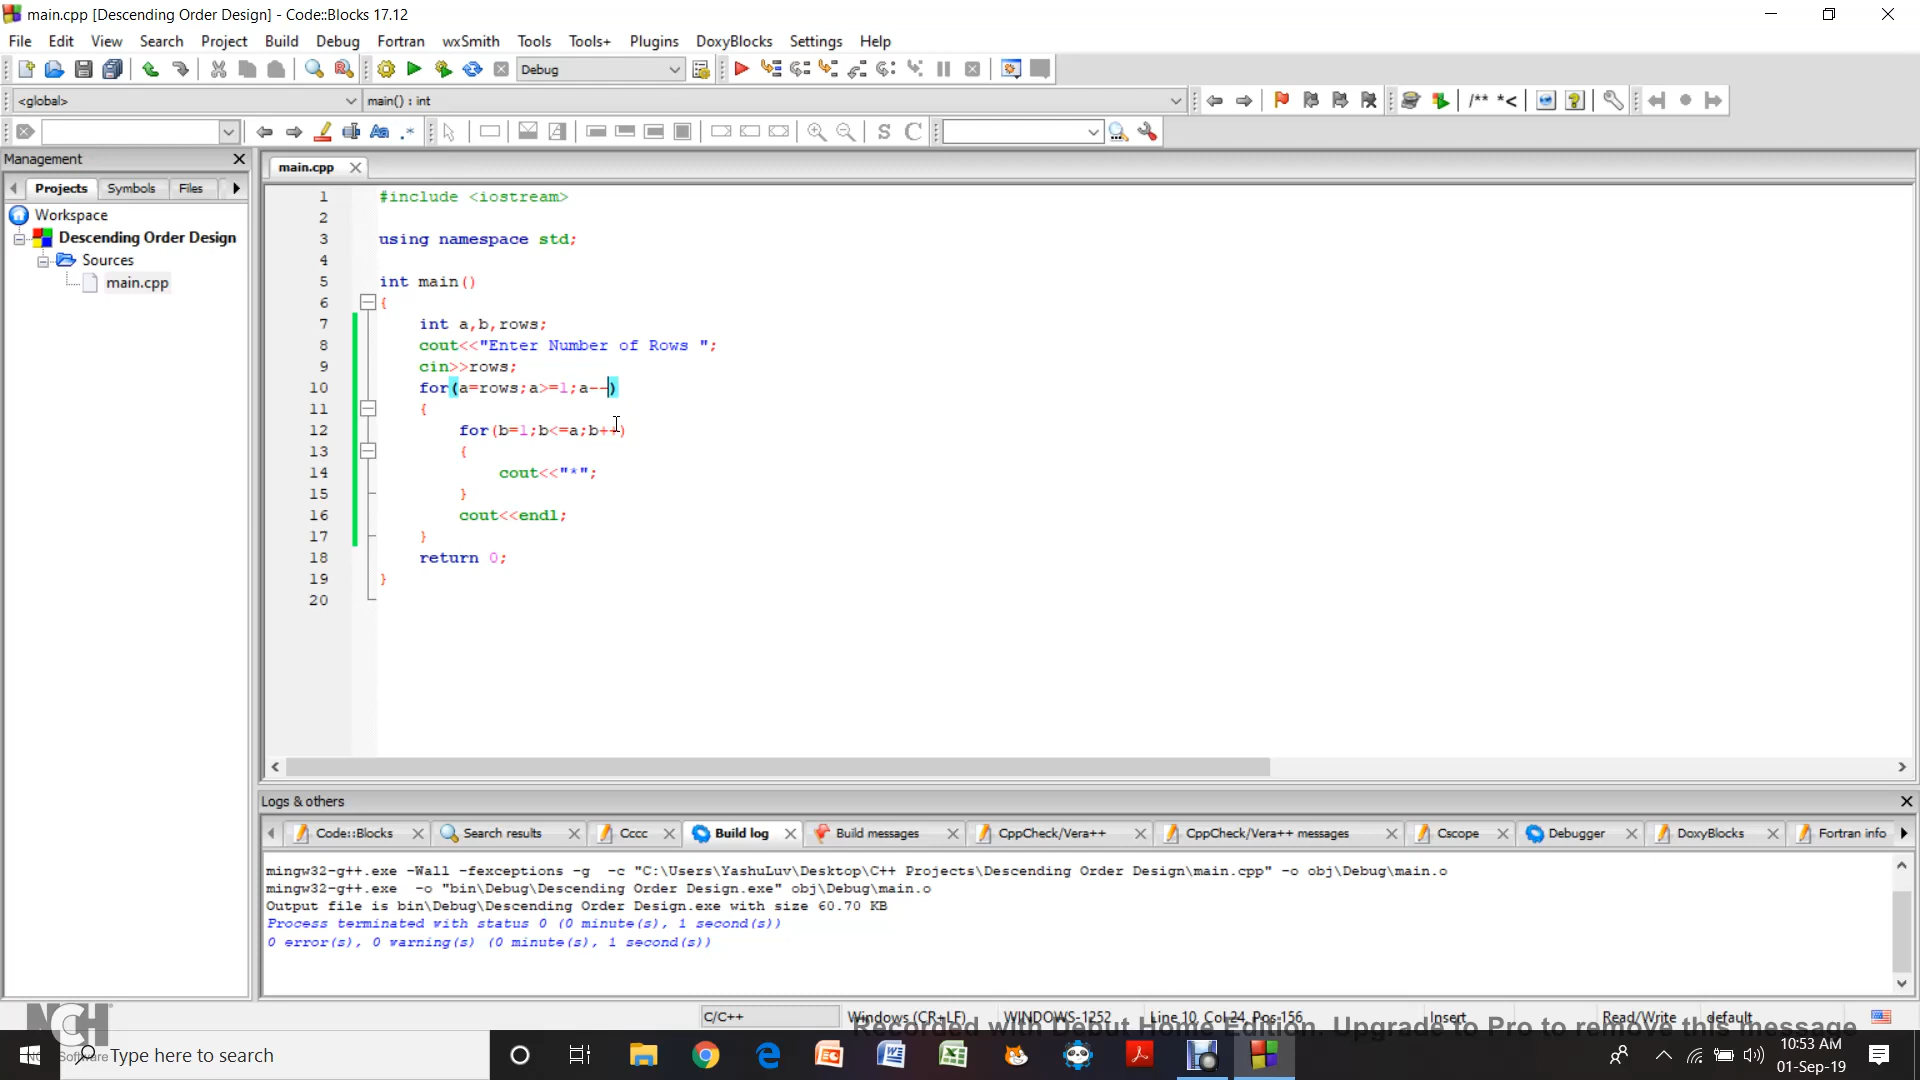 main.cpp [Descending Order Design] - Code::Blocks 17.12
File Edit View Search Project Build Debug Fortran wxSmith Tools Tools+ Plugins DoxyBlocks Settings Help
Debug
<global> main() : int /** *<
Aa .* S C
Management
main.cpp
Projects Symbols Files
Workspace
Descending Order Design
Sources
main.cpp
1 #include <iostream>
2
3 using namespace std;
4
5 int main()
6 {
7 int a,b,rows;
8 cout<<"Enter Number of Rows ";
9 cin>>rows;
10 for(a=rows;a>=1;a--)
11 {
12 for(b=1;b<=a;b++)
13 {
14 cout<<"*";
15 }
16 cout<<endl;
17 }
18 return 0;
19 }
20
Logs & others
Code::Blocks Search results Cccc Build log Build messages CppCheck/Vera++ CppCheck/Vera++ messages Cscope Debugger DoxyBlocks Fortran info
mingw32-g++.exe -Wall -fexceptions -g -c "C:\Users\YashuLuv\Desktop\C++ Projects\Descending Order Design\main.cpp" -o obj\Debug\main.o
mingw32-g++.exe -o "bin\Debug\Descending Order Design.exe" obj\Debug\main.o
Output file is bin\Debug\Descending Order Design.exe with size 60.70 KB
Process terminated with status 0 (0 minute(s), 1 second(s))
0 error(s), 0 warning(s) (0 minute(s), 1 second(s))
C/C++ Windows (CR+LF) WINDOWS-1252 Line 10, Col 24, Pos 156 Insert Read/Write default
Recorded with Debut Home Edition. Upgrade to Pro to remove this message
NCH Software
Type here to search
10:53 AM
01-Sep-19